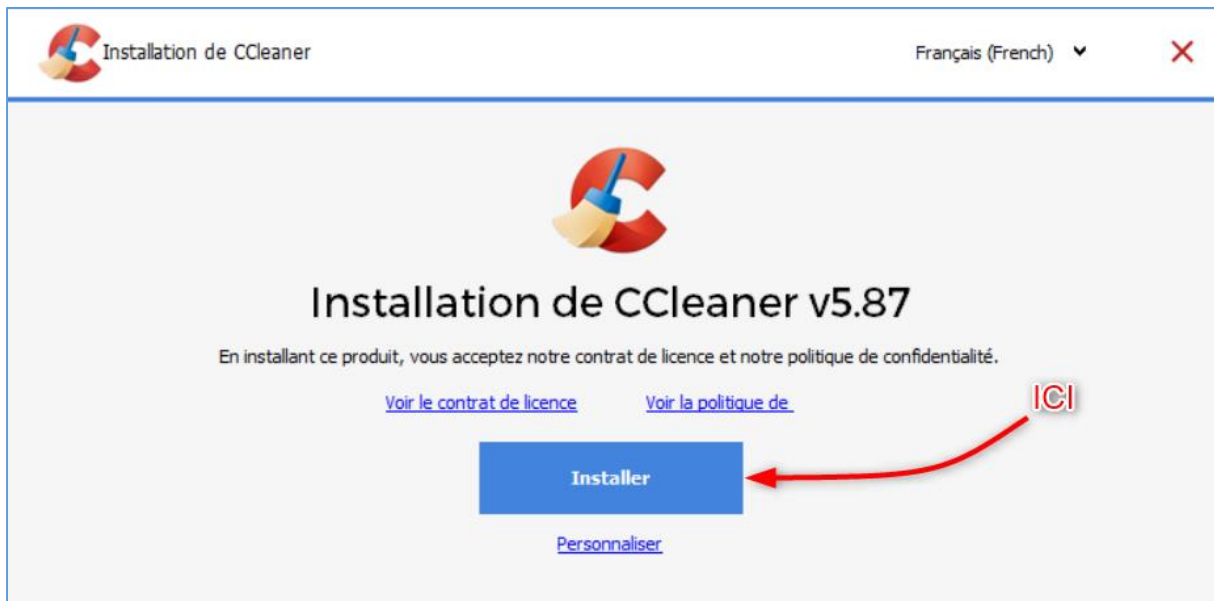 Installation de CCleaner
Français (French)
Installation de CCleaner v5.87
En installant ce produit, vous acceptez notre contrat de licence et notre politique de confidentialité.
Voir le contrat de licence
Voir la politique de
ICI
Installer
Personnaliser